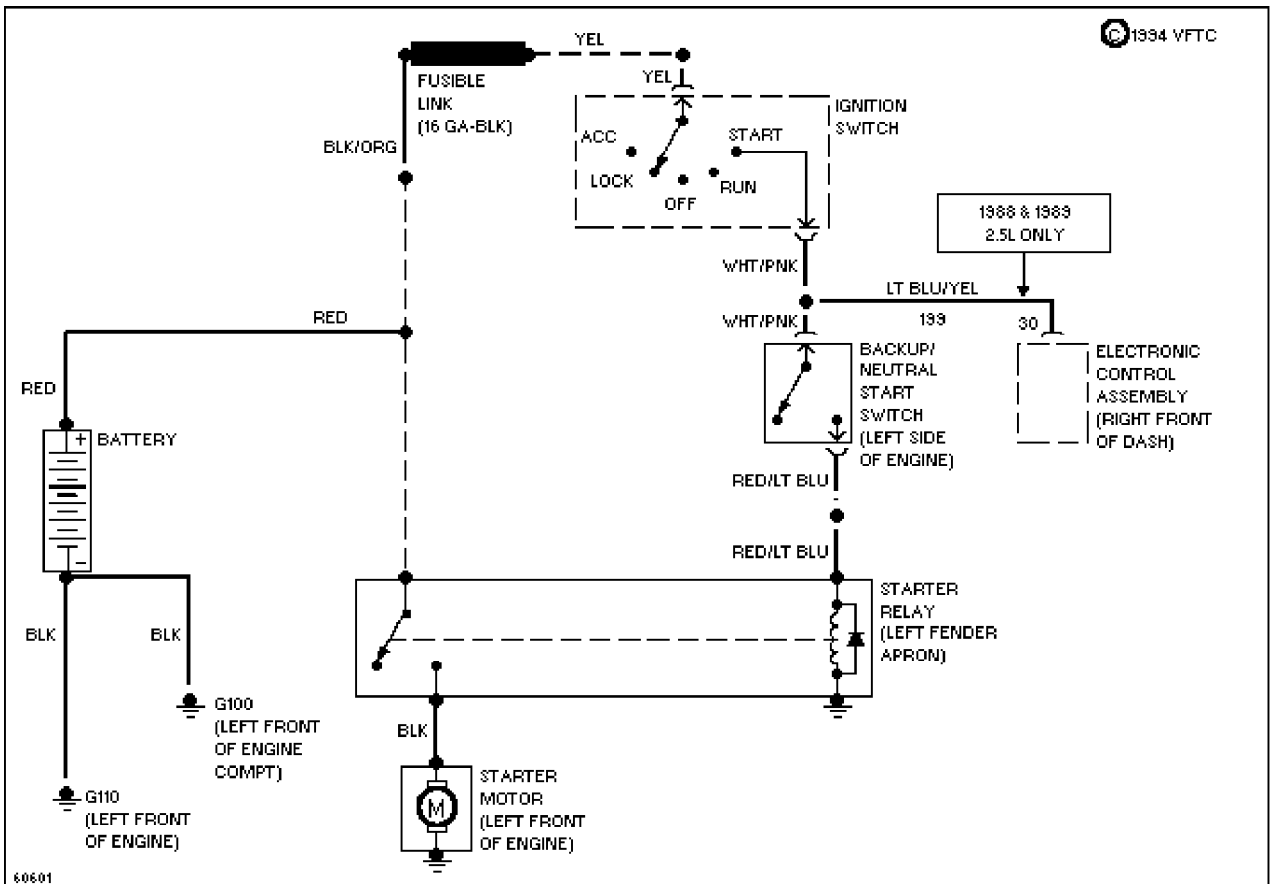 © 1994 VFTC
YEL
FUSIBLE
LINK
(16 GA-BLK)
YEL
BLK/ORG
IGNITION
SWITCH
ACC
START
LOCK
RUN
OFF
1988 & 1989
2.5L ONLY
WHT/PNK
LT BLU/YEL
RED
WHT/PNK
199
30
BACKUP/
NEUTRAL
START
SWITCH
(LEFT SIDE
OF ENGINE)
ELECTRONIC
CONTROL
ASSEMBLY
(RIGHT FRONT
OF DASH)
RED
+
BATTERY
−
RED/LT BLU
RED/LT BLU
STARTER
RELAY
(LEFT FENDER
APRON)
BLK
BLK
G100
(LEFT FRONT
OF ENGINE
COMPT)
BLK
G110
(LEFT FRONT
OF ENGINE)
M
STARTER
MOTOR
(LEFT FRONT
OF ENGINE)
60601